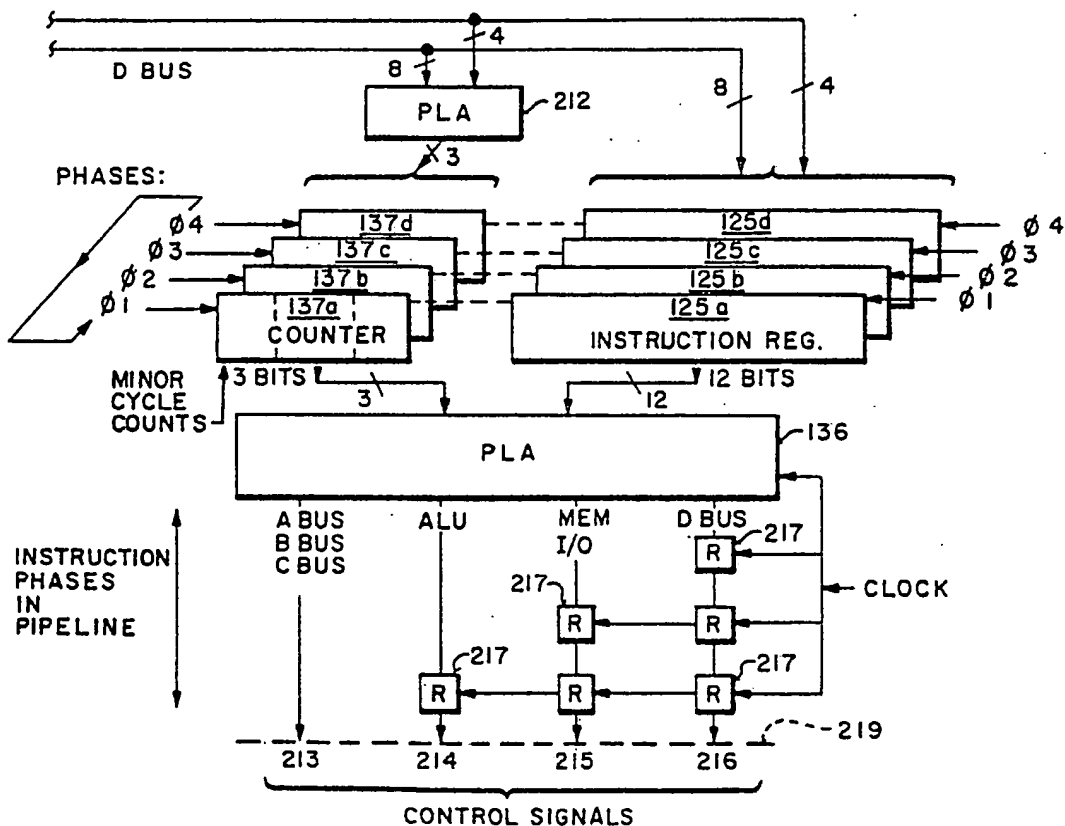 4
D BUS
8
PLA
212
8
4
3
PHASES:
Ø4
137d
125d
Ø4
Ø3
137c
125c
Ø3
Ø2
137b
125b
Ø2
Ø1
137a
125a
Ø1
COUNTER
INSTRUCTION REG.
MINOR
CYCLE
COUNTS
3 BITS
12 BITS
3
12
PLA
136
A BUS
B BUS
C BUS
ALU
MEM
I/O
D BUS
INSTRUCTION
PHASES
IN
PIPELINE
R
217
CLOCK
217
R
R
217
R
R
R
217
219
213
214
215
216
CONTROL SIGNALS